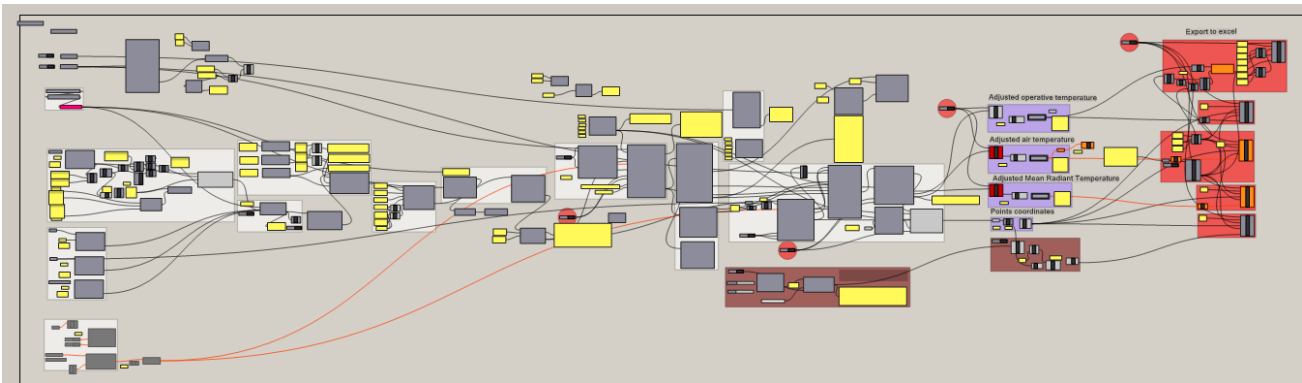 Export to excel
Adjusted operative temperature
Adjusted air temperature
Adjusted Mean Radiant Temperature
Points coordinates